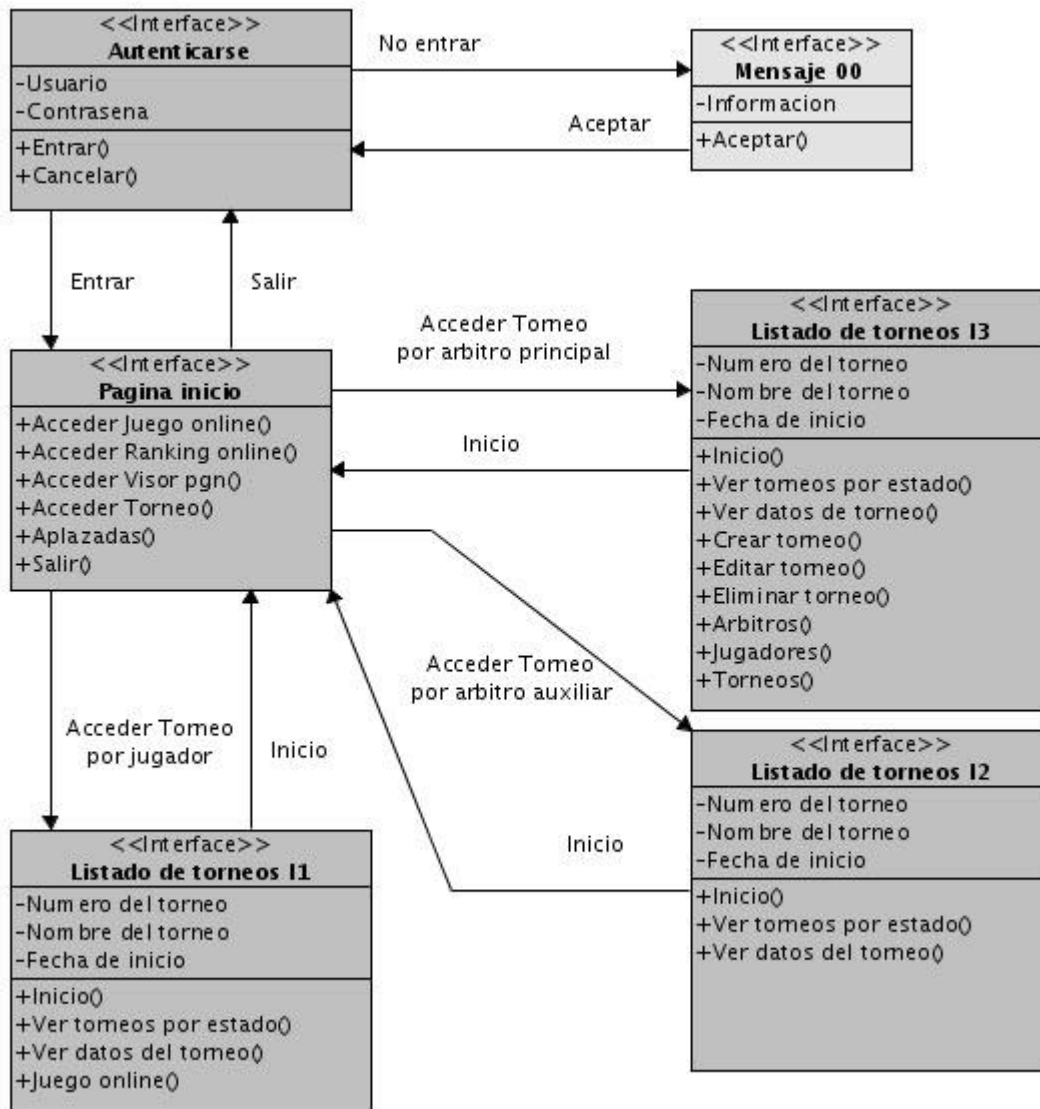 <<Interface>>
Autenticarse
-Usuario
-Contrasena
+Entrar()
+Cancelar()
No entrar
<<Interface>>
Mensaje 00
-Informacion
+Aceptar()
Aceptar
Entrar
Salir
<<Interface>>
Pagina inicio
+Acceder Juego online()
+Acceder Ranking online()
+Acceder Visor pgn()
+Acceder Torneo()
+Aplazadas()
+Salir()
Acceder Torneo
por arbitro principal
Inicio
<<Interface>>
Listado de torneos I3
-Numero del torneo
-Nombre del torneo
-Fecha de inicio
+Inicio()
+Ver torneos por estado()
+Ver datos de torneo()
+Crear torneo()
+Editar torneo()
+Eliminar torneo()
+Arbitros()
+Jugadores()
+Torneos()
Acceder Torneo
por arbitro auxiliar
Inicio
<<Interface>>
Listado de torneos I2
-Numero del torneo
-Nombre del torneo
-Fecha de inicio
+Inicio()
+Ver torneos por estado()
+Ver datos del torneo()
Acceder Torneo
por jugador
Inicio
<<Interface>>
Listado de torneos I1
-Numero del torneo
-Nombre del torneo
-Fecha de inicio
+Inicio()
+Ver torneos por estado()
+Ver datos del torneo()
+Juego online()